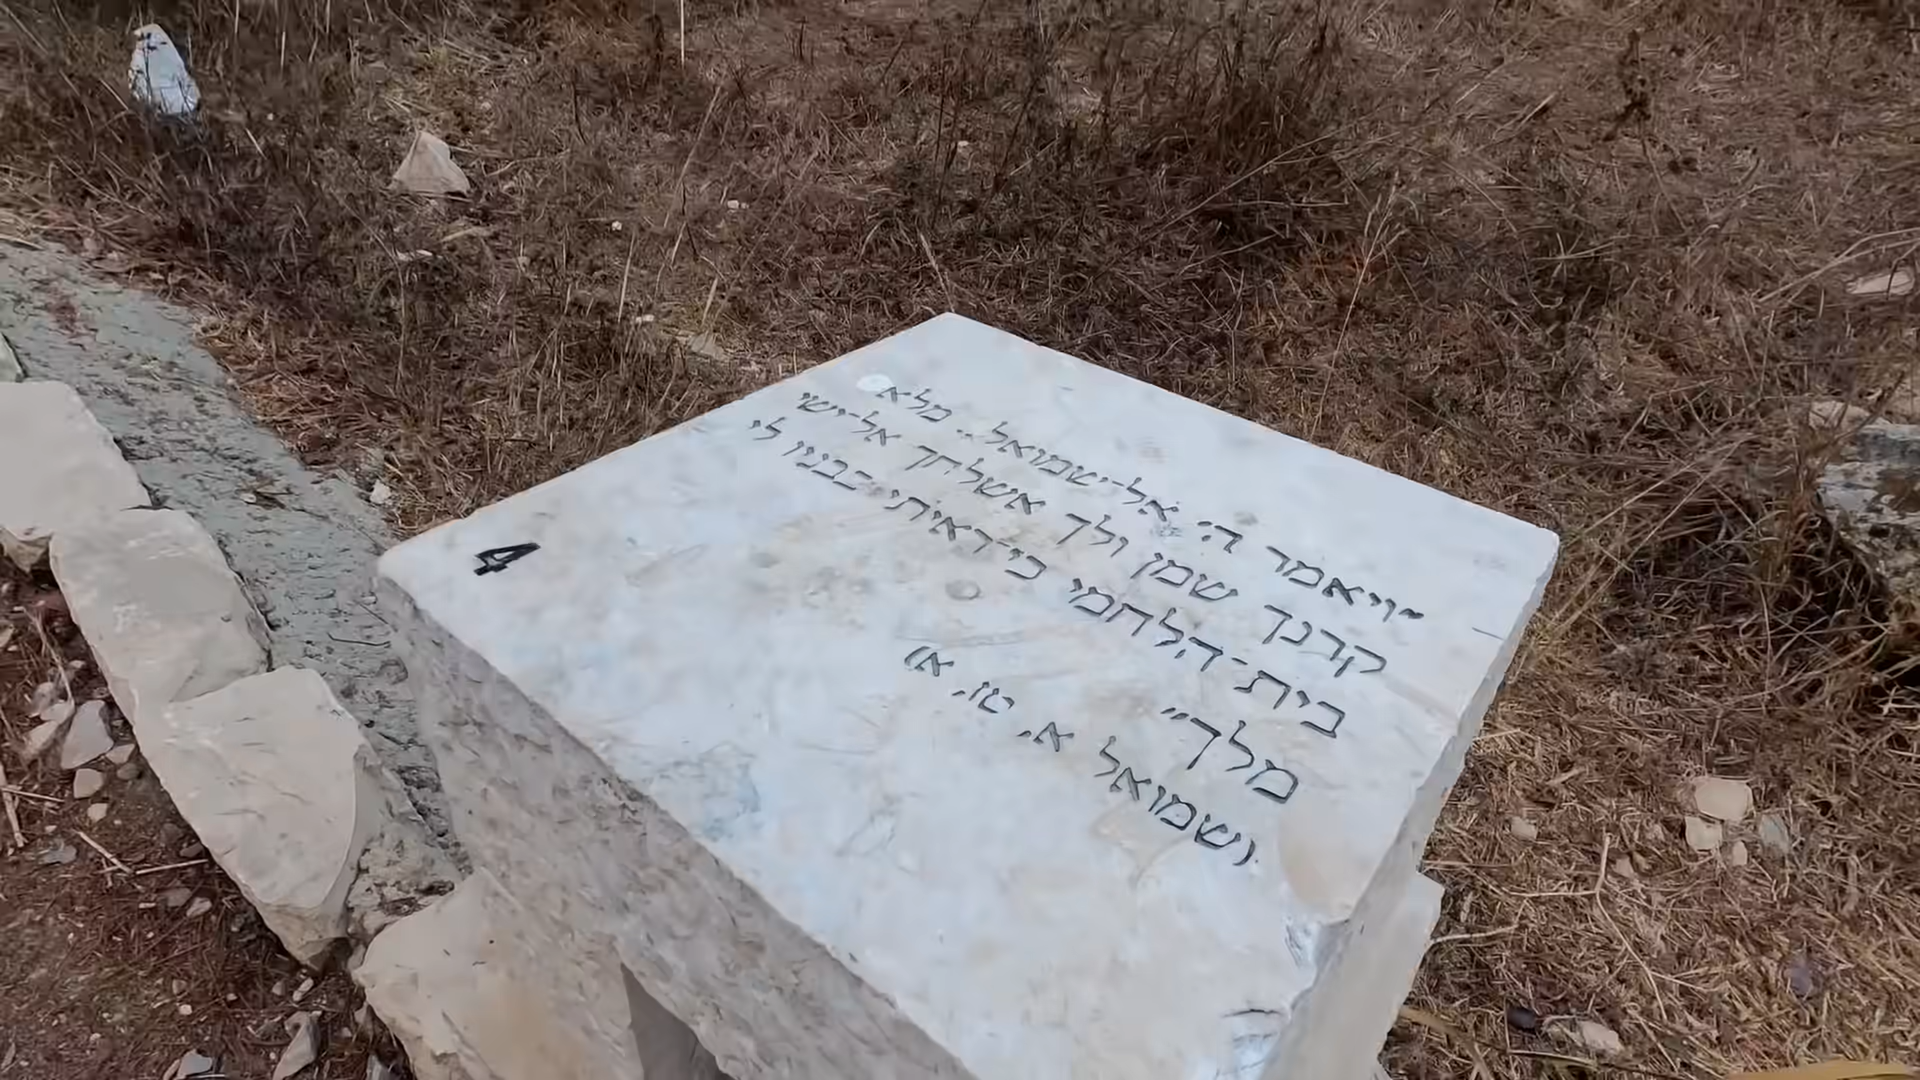 "ויאמר ה' אל-שמואל.. מלא
קרנך שמן ולך אשלחך אל-ישי
בית-הלחמי כי-ראיתי בבניו לי
מלך"
(שמואל א, טז, א)
4